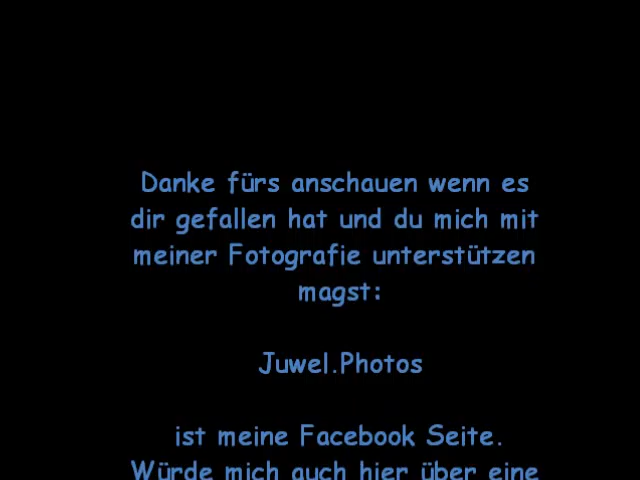 Danke fürs anschauen wenn es
dir gefallen hat und du mich mit
meiner Fotografie unterstützen
magst:
Juwel.Photos
ist meine Facebook Seite.
Würde mich auch hier über eine